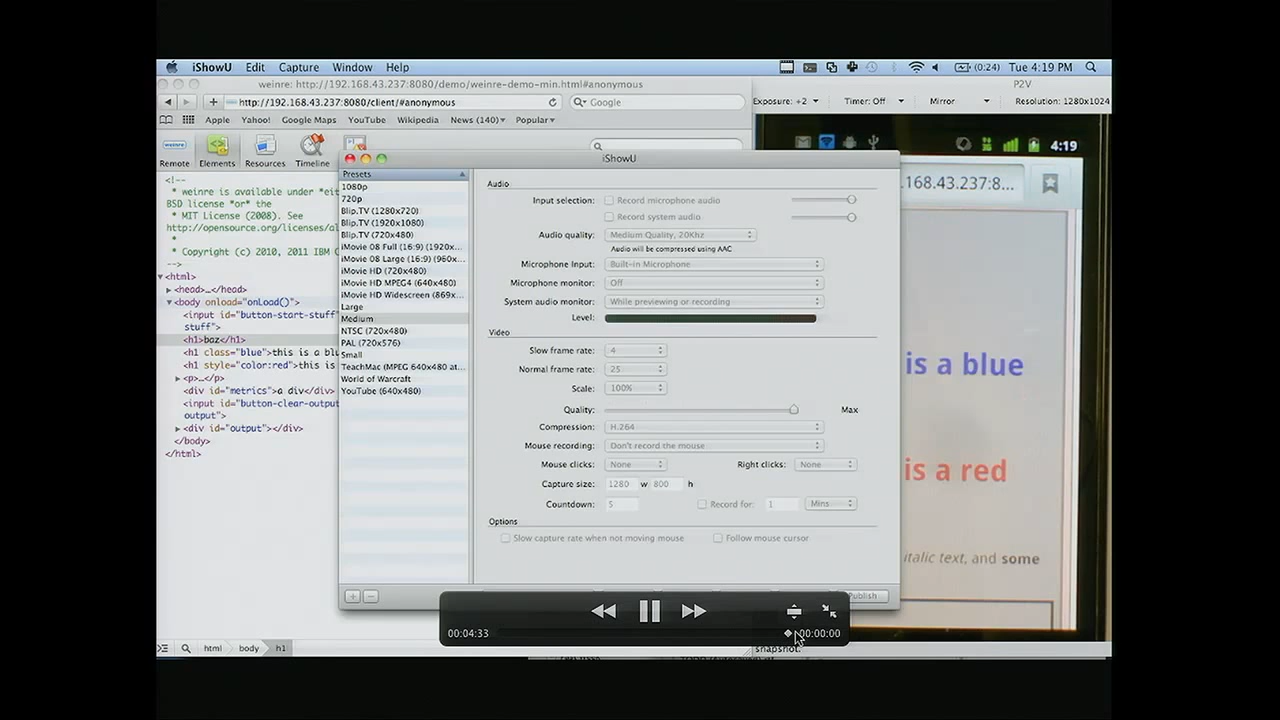 iShowU Edit Capture Window Help (0:24) Tue 4:19 PM
weinre: http://192.168.43.237:8080/demo/weinre-demo-min.html#anonymous P2V
http://192.168.43.237:8080/client/#anonymous Google Exposure: +2 Timer: Off Mirror Resolution: 1280x1024
Apple Yahoo! Google Maps YouTube Wikipedia News (140) Popular
4:19
weinre
Remote Elements Resources Timeline
.168.43.237:8...
iShowU
<!--
* weinre is available under *eit
BSD license *or* the
* MIT License (2008). See
http://opensource.org/licenses/al
*
* Copyright (c) 2010, 2011 IBM
-->
<html>
<head>…</head>
<body onload="onLoad()">
<input id="button-start-stuff"
stuff">
<h1>baz</h1>
<h1 class="blue">this is a blu
<h1 style="color:red">this is
<p>…</p>
<div id="metrics">a div</div>
<input id="button-clear-output
output">
<div id="output"></div>
</body>
</html>
Presets
1080p
720p
Blip.TV (1280x720)
Blip.TV (1920x1080)
Blip.TV (720x480)
iMovie 08 Full (16:9) (1920x...
iMovie 08 Large (16:9) (960x...
iMovie HD (720x480)
iMovie HD MPEG4 (640x480)
iMovie HD Widescreen (869x...
Large
Medium
NTSC (720x480)
PAL (720x576)
Small
TeachMac (MPEG 640x480 at...
World of Warcraft
YouTube (640x480)
Audio
Input selection: Record microphone audio
Record system audio
Audio quality: Medium Quality, 20Khz
Audio will be compressed using AAC
Microphone Input: Built-in Microphone
Microphone monitor: Off
System audio monitor: While previewing or recording
Level:
Video
Slow frame rate: 4
Normal frame rate: 25
Scale: 100%
Quality: Max
Compression: H.264
Mouse recording: Don't record the mouse
Mouse clicks: None Right clicks: None
Capture size: 1280 w 800 h
Countdown: 5 Record for: 1 Mins
Options
Slow capture rate when not moving mouse Follow mouse cursor
Publish
is a blue
is a red
italic text, and some
00:04:33 00:00:00
html body h1
snapshot.